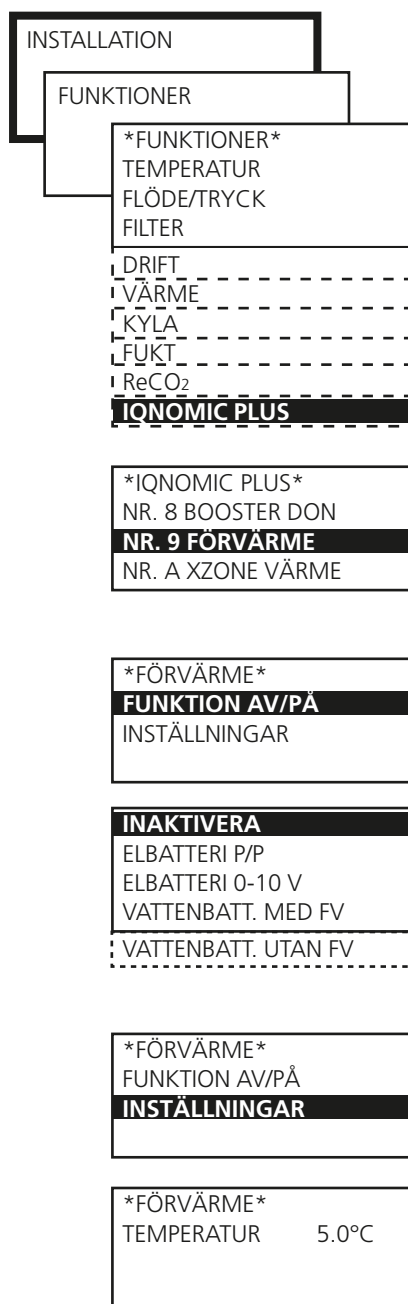 INSTALLATION
FUNKTIONER
*FUNKTIONER*
TEMPERATUR
FLÖDE/TRYCK
FILTER
DRIFT
VÄRME
KYLA
FUKT
ReCO₂
IQNOMIC PLUS
*IQNOMIC PLUS*
NR. 8 BOOSTER DON
NR. 9 FÖRVÄRME
NR. A XZONE VÄRME
*FÖRVÄRME*
FUNKTION AV/PÅ
INSTÄLLNINGAR
INAKTIVERA
ELBATTERI P/P
ELBATTERI 0-10 V
VATTENBATT. MED FV
VATTENBATT. UTAN FV
*FÖRVÄRME*
FUNKTION AV/PÅ
INSTÄLLNINGAR
*FÖRVÄRME*
TEMPERATUR 5.0°C